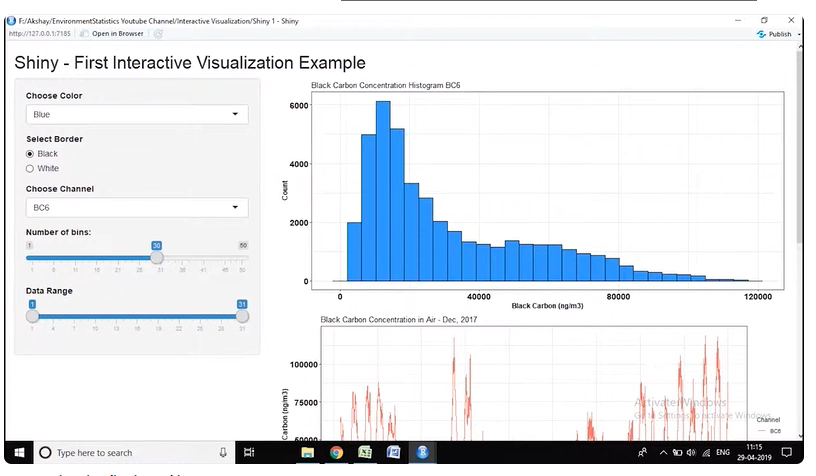 F:/Akshay/EnvironmentStatistics Youtube Channel/Interactive Visualization/Shiny 1 - Shiny
http://127.0.0.1:7185 Open in Browser
Publish
Shiny - First Interactive Visualization Example
Choose Color
Blue
Select Border
Black
White
Choose Channel
BC6
Number of bins:
1 30 50
1 6 11 16 21 26 31 36 41 46 50
Data Range
1 31
1 4 7 10 13 16 19 22 25 28 31
Black Carbon Concentration Histogram BC6
6000
4000
2000
0
Count
0 40000 80000 120000
Black Carbon (ng/m3)
Black Carbon Concentration in Air - Dec, 2017
100000
75000
50000
Carbon (ng/m3)
Activate Windows
Go to Settings to activate Windows.
Channel
BC6
Type here to search
ENG
11:15
29-04-2019